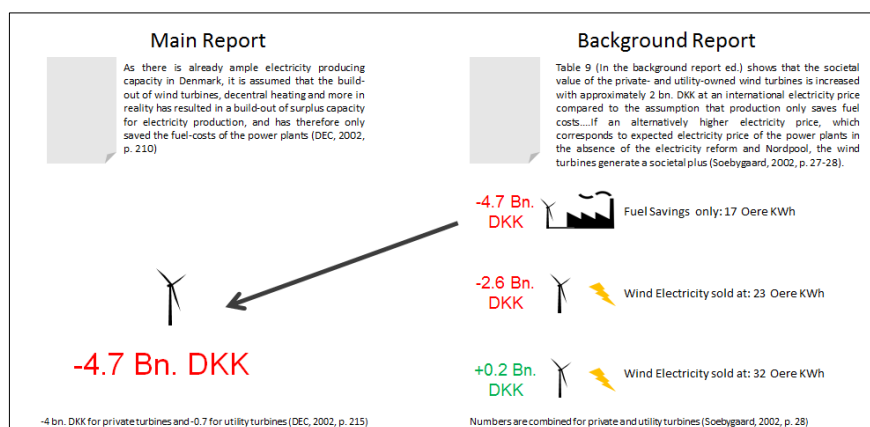 Main Report
As there is already ample electricity producing
capacity in Denmark, it is assumed that the build-
out of wind turbines, decentral heating and more in
reality has resulted in a build-out of surplus capacity
for electricity production, and has therefore only
saved the fuel-costs of the power plants (DEC, 2002,
p. 210)
-4.7 Bn. DKK
-4 bn. DKK for private turbines and -0.7 for utility turbines (DEC, 2002, p. 215)
Background Report
Table 9 (In the background report ed.) shows that the societal
value of the private- and utility-owned wind turbines is increased
with approximately 2 bn. DKK at an international electricity price
compared to the assumption that production only saves fuel
costs....If an alternatively higher electricity price, which
corresponds to expected electricity price of the power plants in
the absence of the electricity reform and Nordpool, the wind
turbines generate a societal plus (Soebygaard, 2002, p. 27-28).
-4.7 Bn.
DKK
Fuel Savings only: 17 Oere KWh
-2.6 Bn.
DKK
Wind Electricity sold at: 23 Oere KWh
+0.2 Bn.
DKK
Wind Electricity sold at: 32 Oere KWh
Numbers are combined for private and utility turbines (Soebygaard, 2002, p. 28)